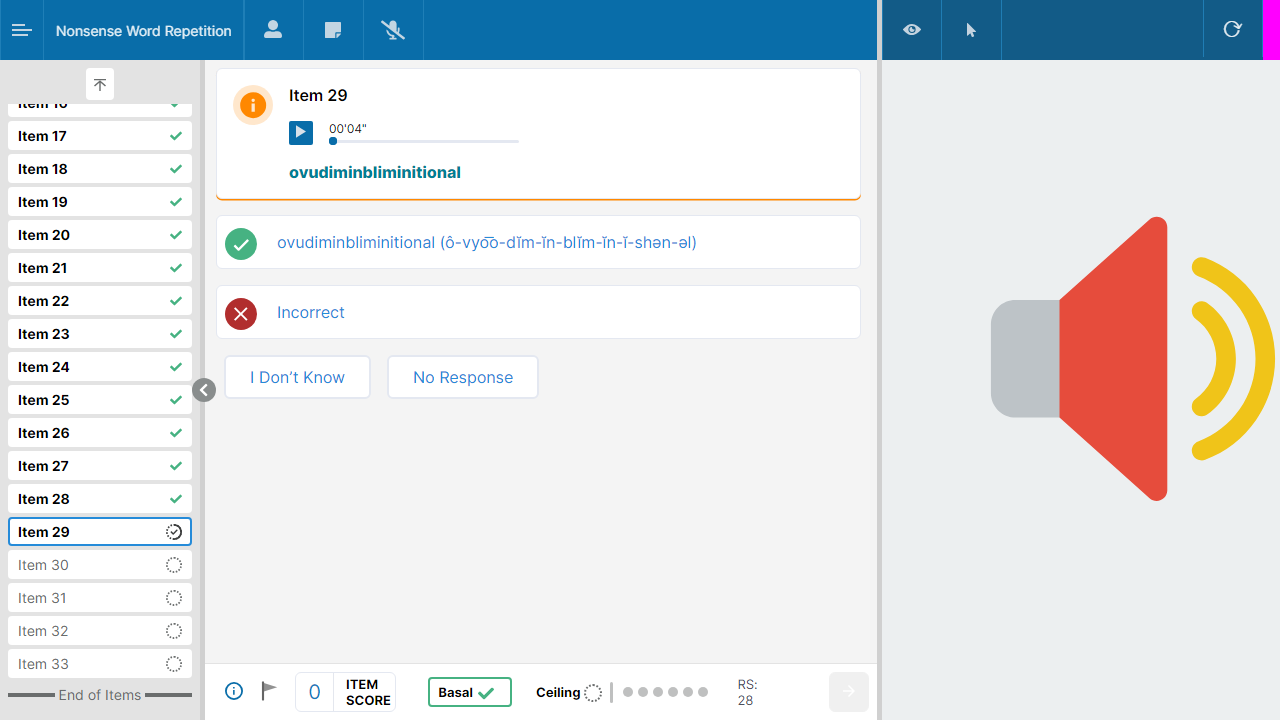 Nonsense Word Repetition
Item 16
Item 17
Item 18
Item 19
Item 20
Item 21
Item 22
Item 23
Item 24
Item 25
Item 26
Item 27
Item 28
Item 29
Item 30
Item 31
Item 32
Item 33
End of Items
Item 29
00'04"
ovudiminbliminitional
ovudiminbliminitional (ô-vyo͞o-dĭm-ĭn-blĭm-ĭn-ĭ-shən-əl)
Incorrect
I Don’t Know
No Response
0
ITEM
SCORE
Basal
Ceiling
RS:
28